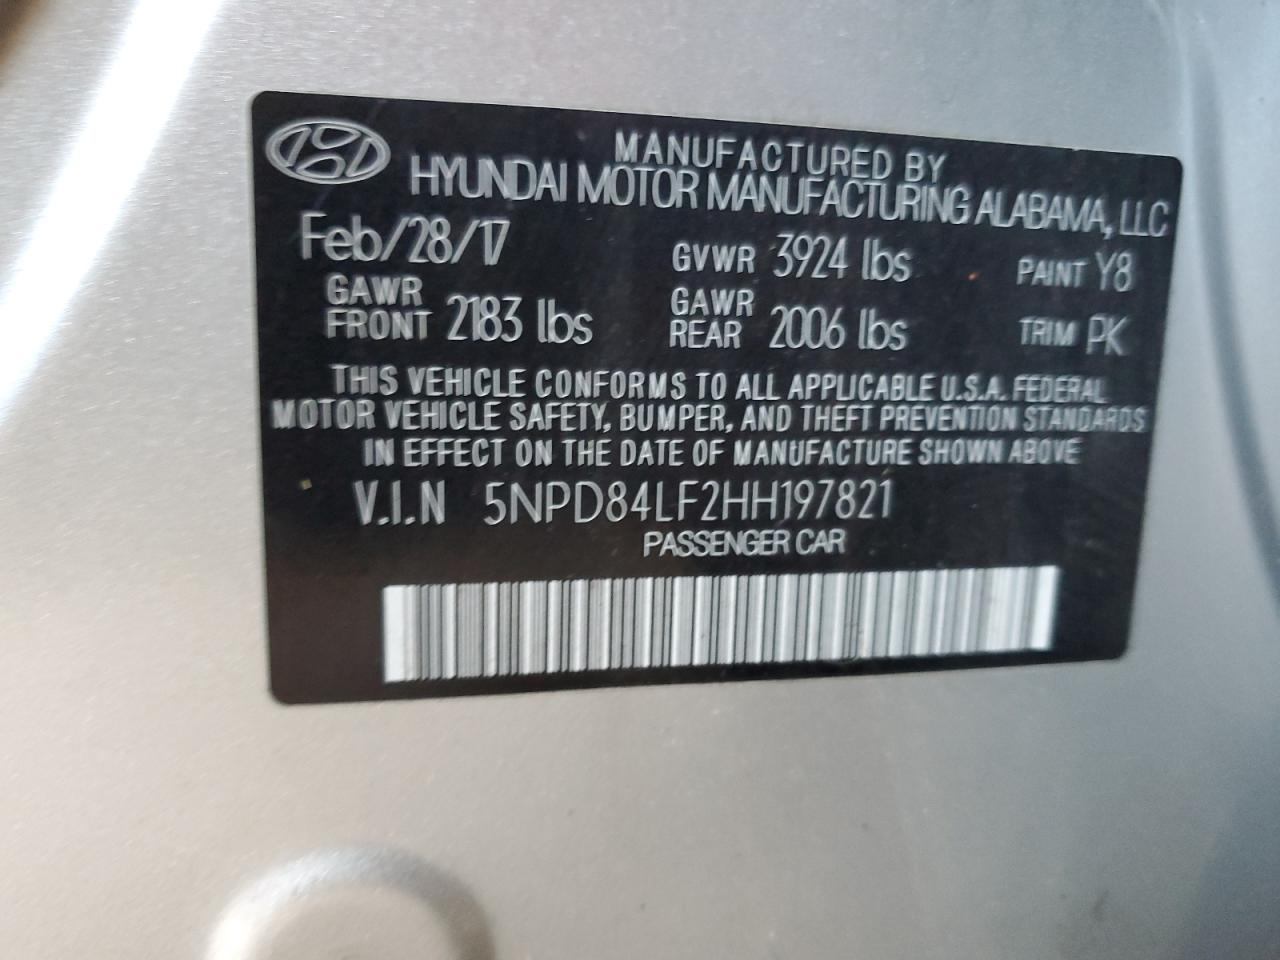 MANUFACTURED BY
HYUNDAI MOTOR MANUFACTURING ALABAMA, LLC
Feb/28/17 GVWR 3924 lbs PAINT Y8
GAWR FRONT 2183 lbs GAWR REAR 2006 lbs TRIM PK
THIS VEHICLE CONFORMS TO ALL APPLICABLE U.S.A. FEDERAL
MOTOR VEHICLE SAFETY, BUMPER, AND THEFT PREVENTION STANDARDS
IN EFFECT ON THE DATE OF MANUFACTURE SHOWN ABOVE
V.I.N 5NPD84LF2HH197821
PASSENGER CAR